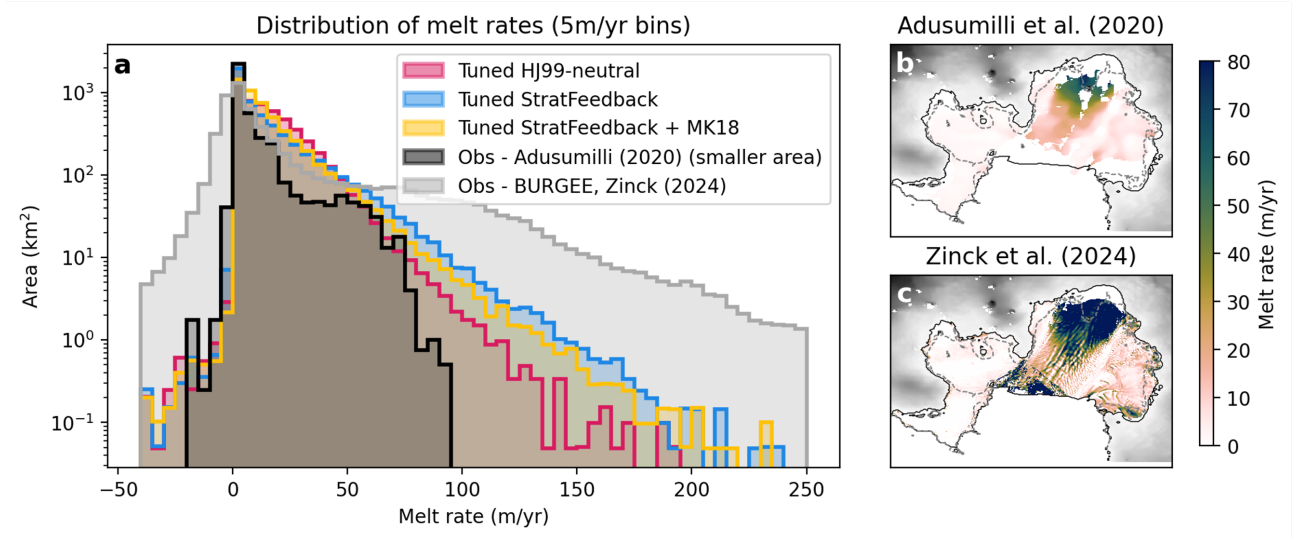 Distribution of melt rates (5m/yr bins)
a
Tuned HJ99-neutral
Tuned StratFeedback
Tuned StratFeedback + MK18
Obs - Adusumilli (2020) (smaller area)
Obs - BURGEE, Zinck (2024)
Area (km²)
10³
10²
10¹
10⁰
10⁻¹
−50
0
50
100
150
200
250
Melt rate (m/yr)
Adusumilli et al. (2020)
b
Zinck et al. (2024)
c
80
70
60
50
40
30
20
10
0
Melt rate (m/yr)